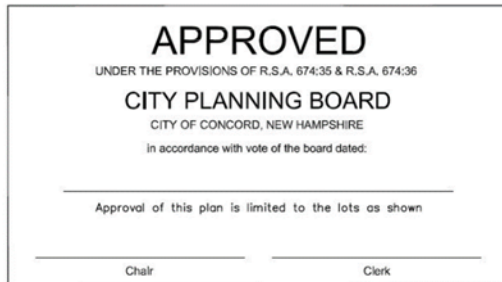 APPROVED
UNDER THE PROVISIONS OF R.S.A. 674:35 & R.S.A. 674:36
CITY PLANNING BOARD
CITY OF CONCORD, NEW HAMPSHIRE
in accordance with vote of the board dated:
Approval of this plan is limited to the lots as shown
Chair Clerk